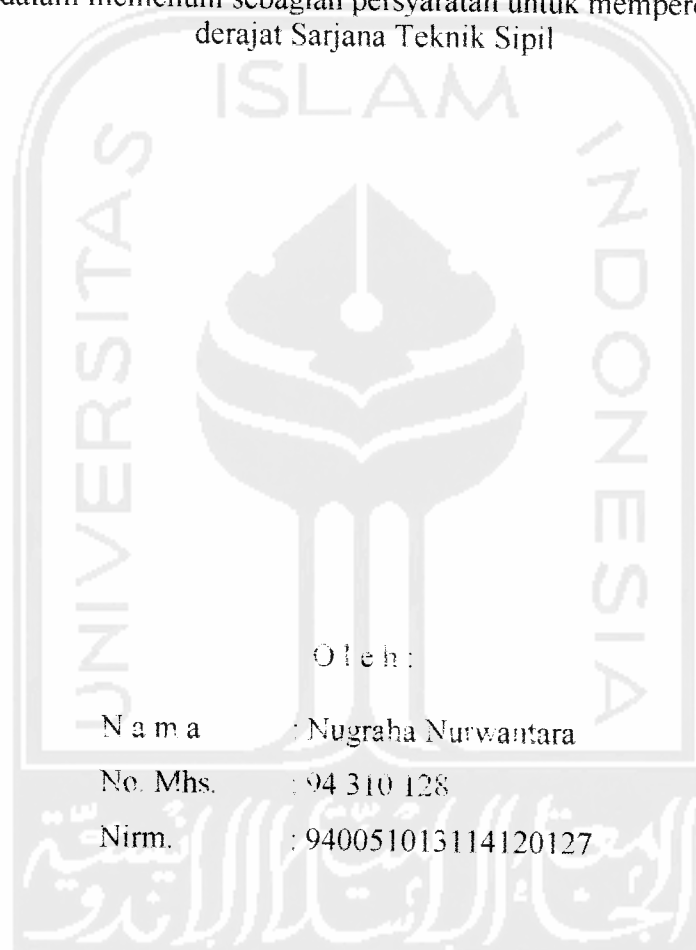 dalam memenuhi sebagian persyaratan untuk
derajat Sarjana Teknik Sipil
ISLAM
UNIVERSITAS
INDONESIA
O l e h :
N a m a : Nugraha Nurwantara
No. Mhs. : 94 310 128
Nirm. : 940051013114120127